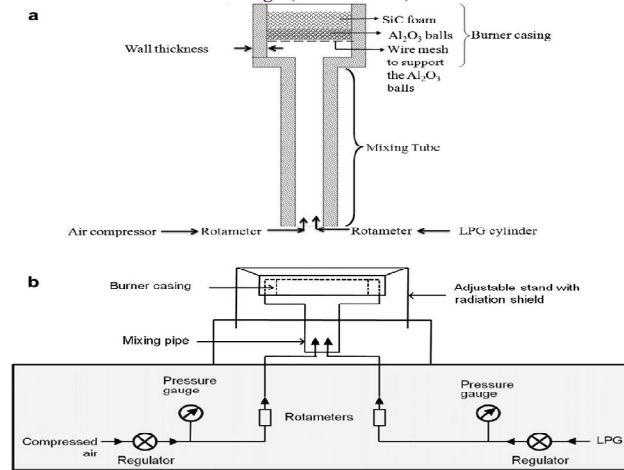 a
SiC foam
Al2O3 balls
Wire mesh
to support
the Al2O3
balls
Burner casing
Wall thickness
Mixing Tube
Air compressor
Rotameter
Rotameter
LPG cylinder
b
Burner casing
Adjustable stand with
radiation shield
Mixing pipe
Pressure
gauge
Pressure
gauge
Rotameters
Compressed
air
Regulator
Regulator
LPG